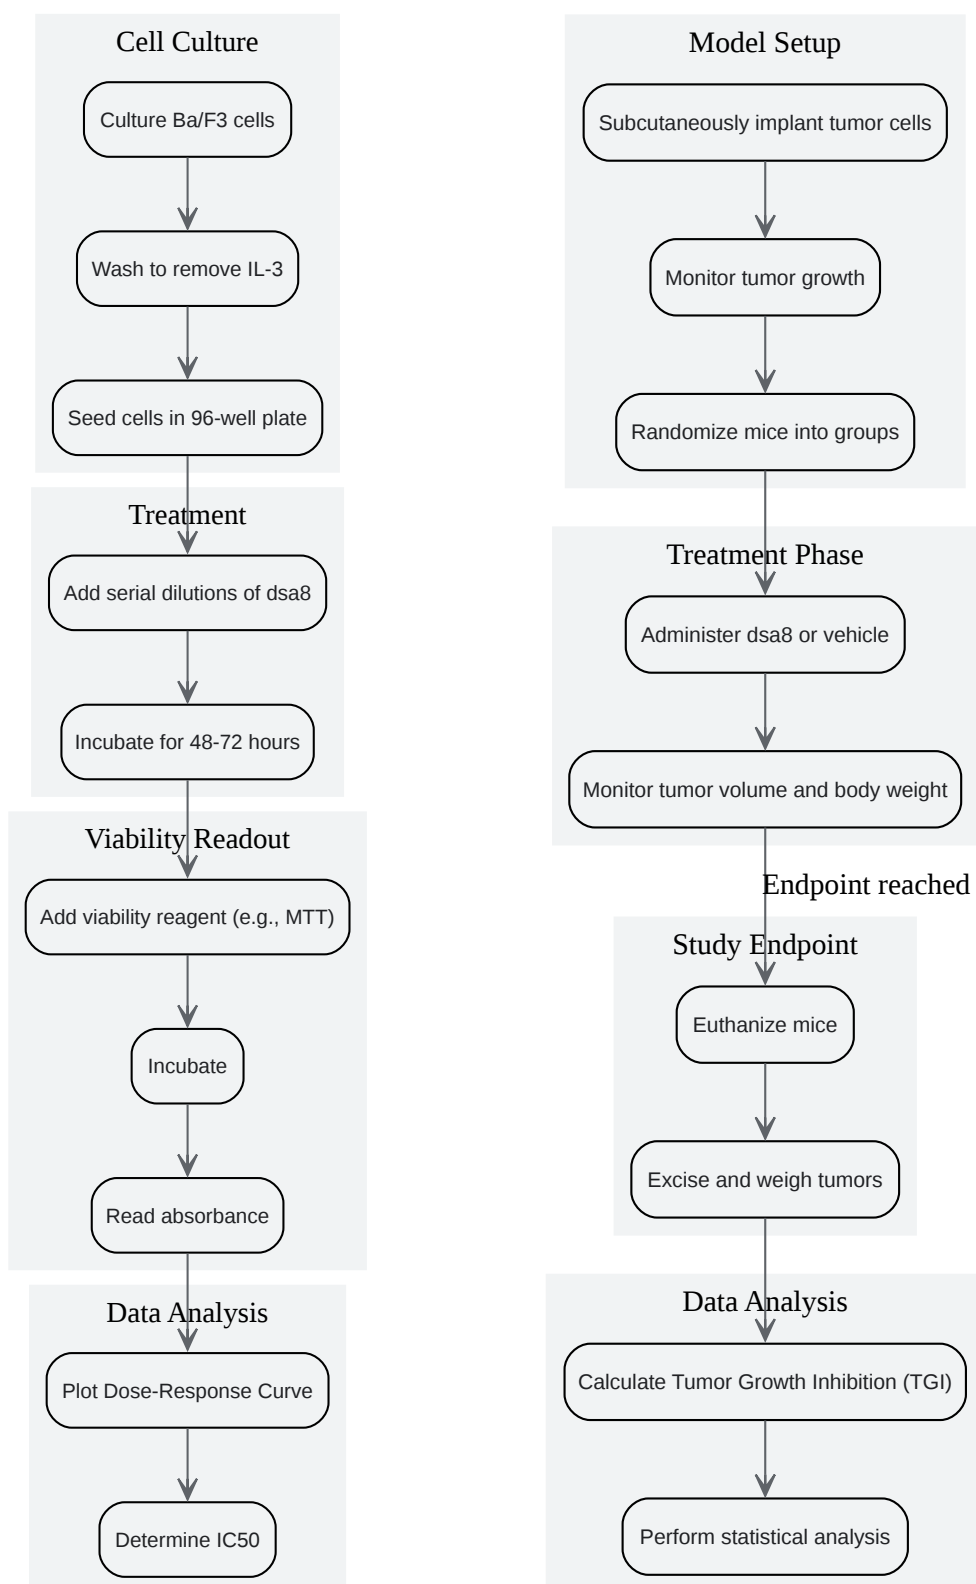 Cell Culture
Culture Ba/F3 cells
Wash to remove IL-3
Seed cells in 96-well plate
Treatment
Add serial dilutions of dsa8
Incubate for 48-72 hours
Viability Readout
Add viability reagent (e.g., MTT)
Incubate
Read absorbance
Data Analysis
Plot Dose-Response Curve
Determine IC50
Model Setup
Subcutaneously implant tumor cells
Monitor tumor growth
Randomize mice into groups
Treatment Phase
Administer dsa8 or vehicle
Monitor tumor volume and body weight
Endpoint reached
Study Endpoint
Euthanize mice
Excise and weigh tumors
Data Analysis
Calculate Tumor Growth Inhibition (TGI)
Perform statistical analysis